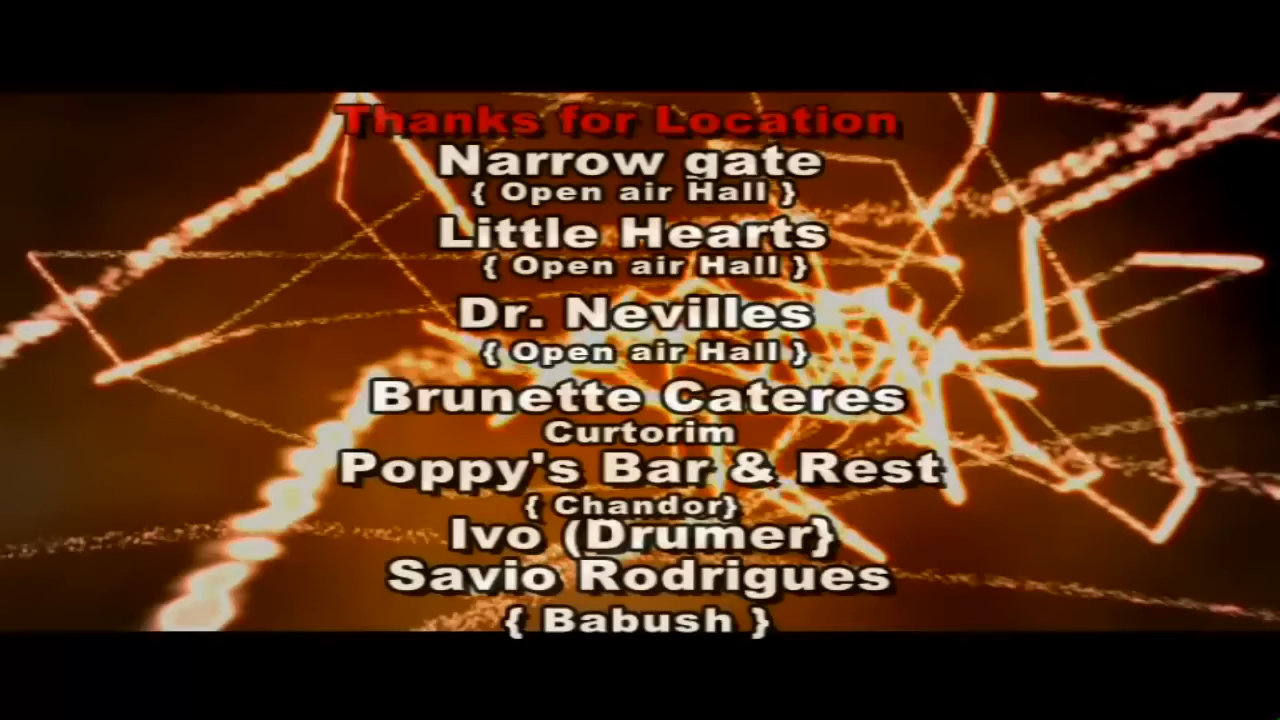 Thanks for Location
Narrow gate
{ Open air Hall }
Little Hearts
{ Open air Hall }
Dr. Nevilles
{ Open air Hall }
Brunette Cateres
Curtorim
Poppy's Bar & Rest
{ Chandor}
Ivo (Drumer}
Savio Rodrigues
{ Babush }